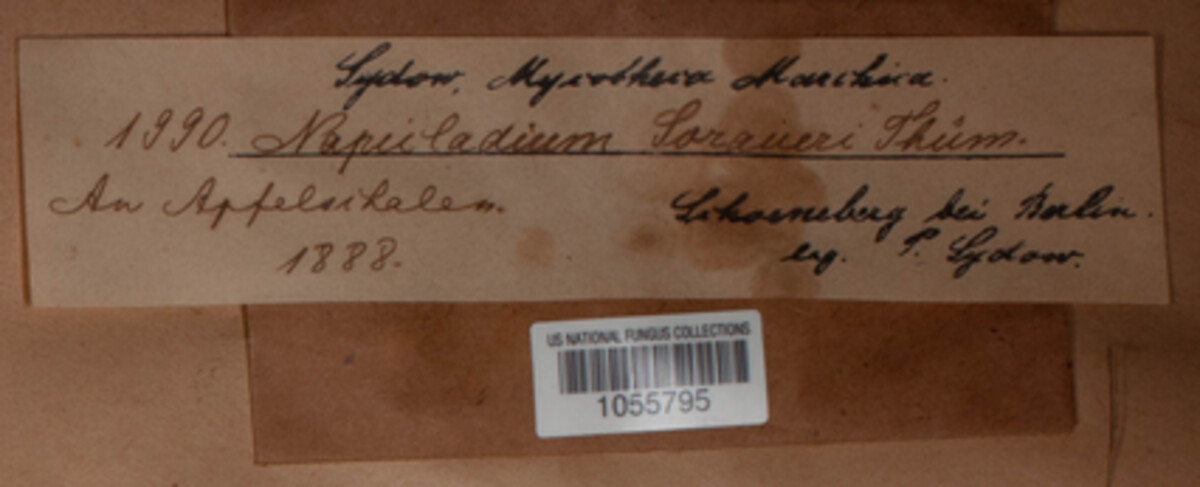 Sydow, Mycotheca Marchica.
1990. Napicladium Soraueri Thüm.
An Apfelschalen.
Schoeneberg bei Berlin.
1888.
leg. P. Sydow.
US NATIONAL FUNGUS COLLECTIONS
1055795